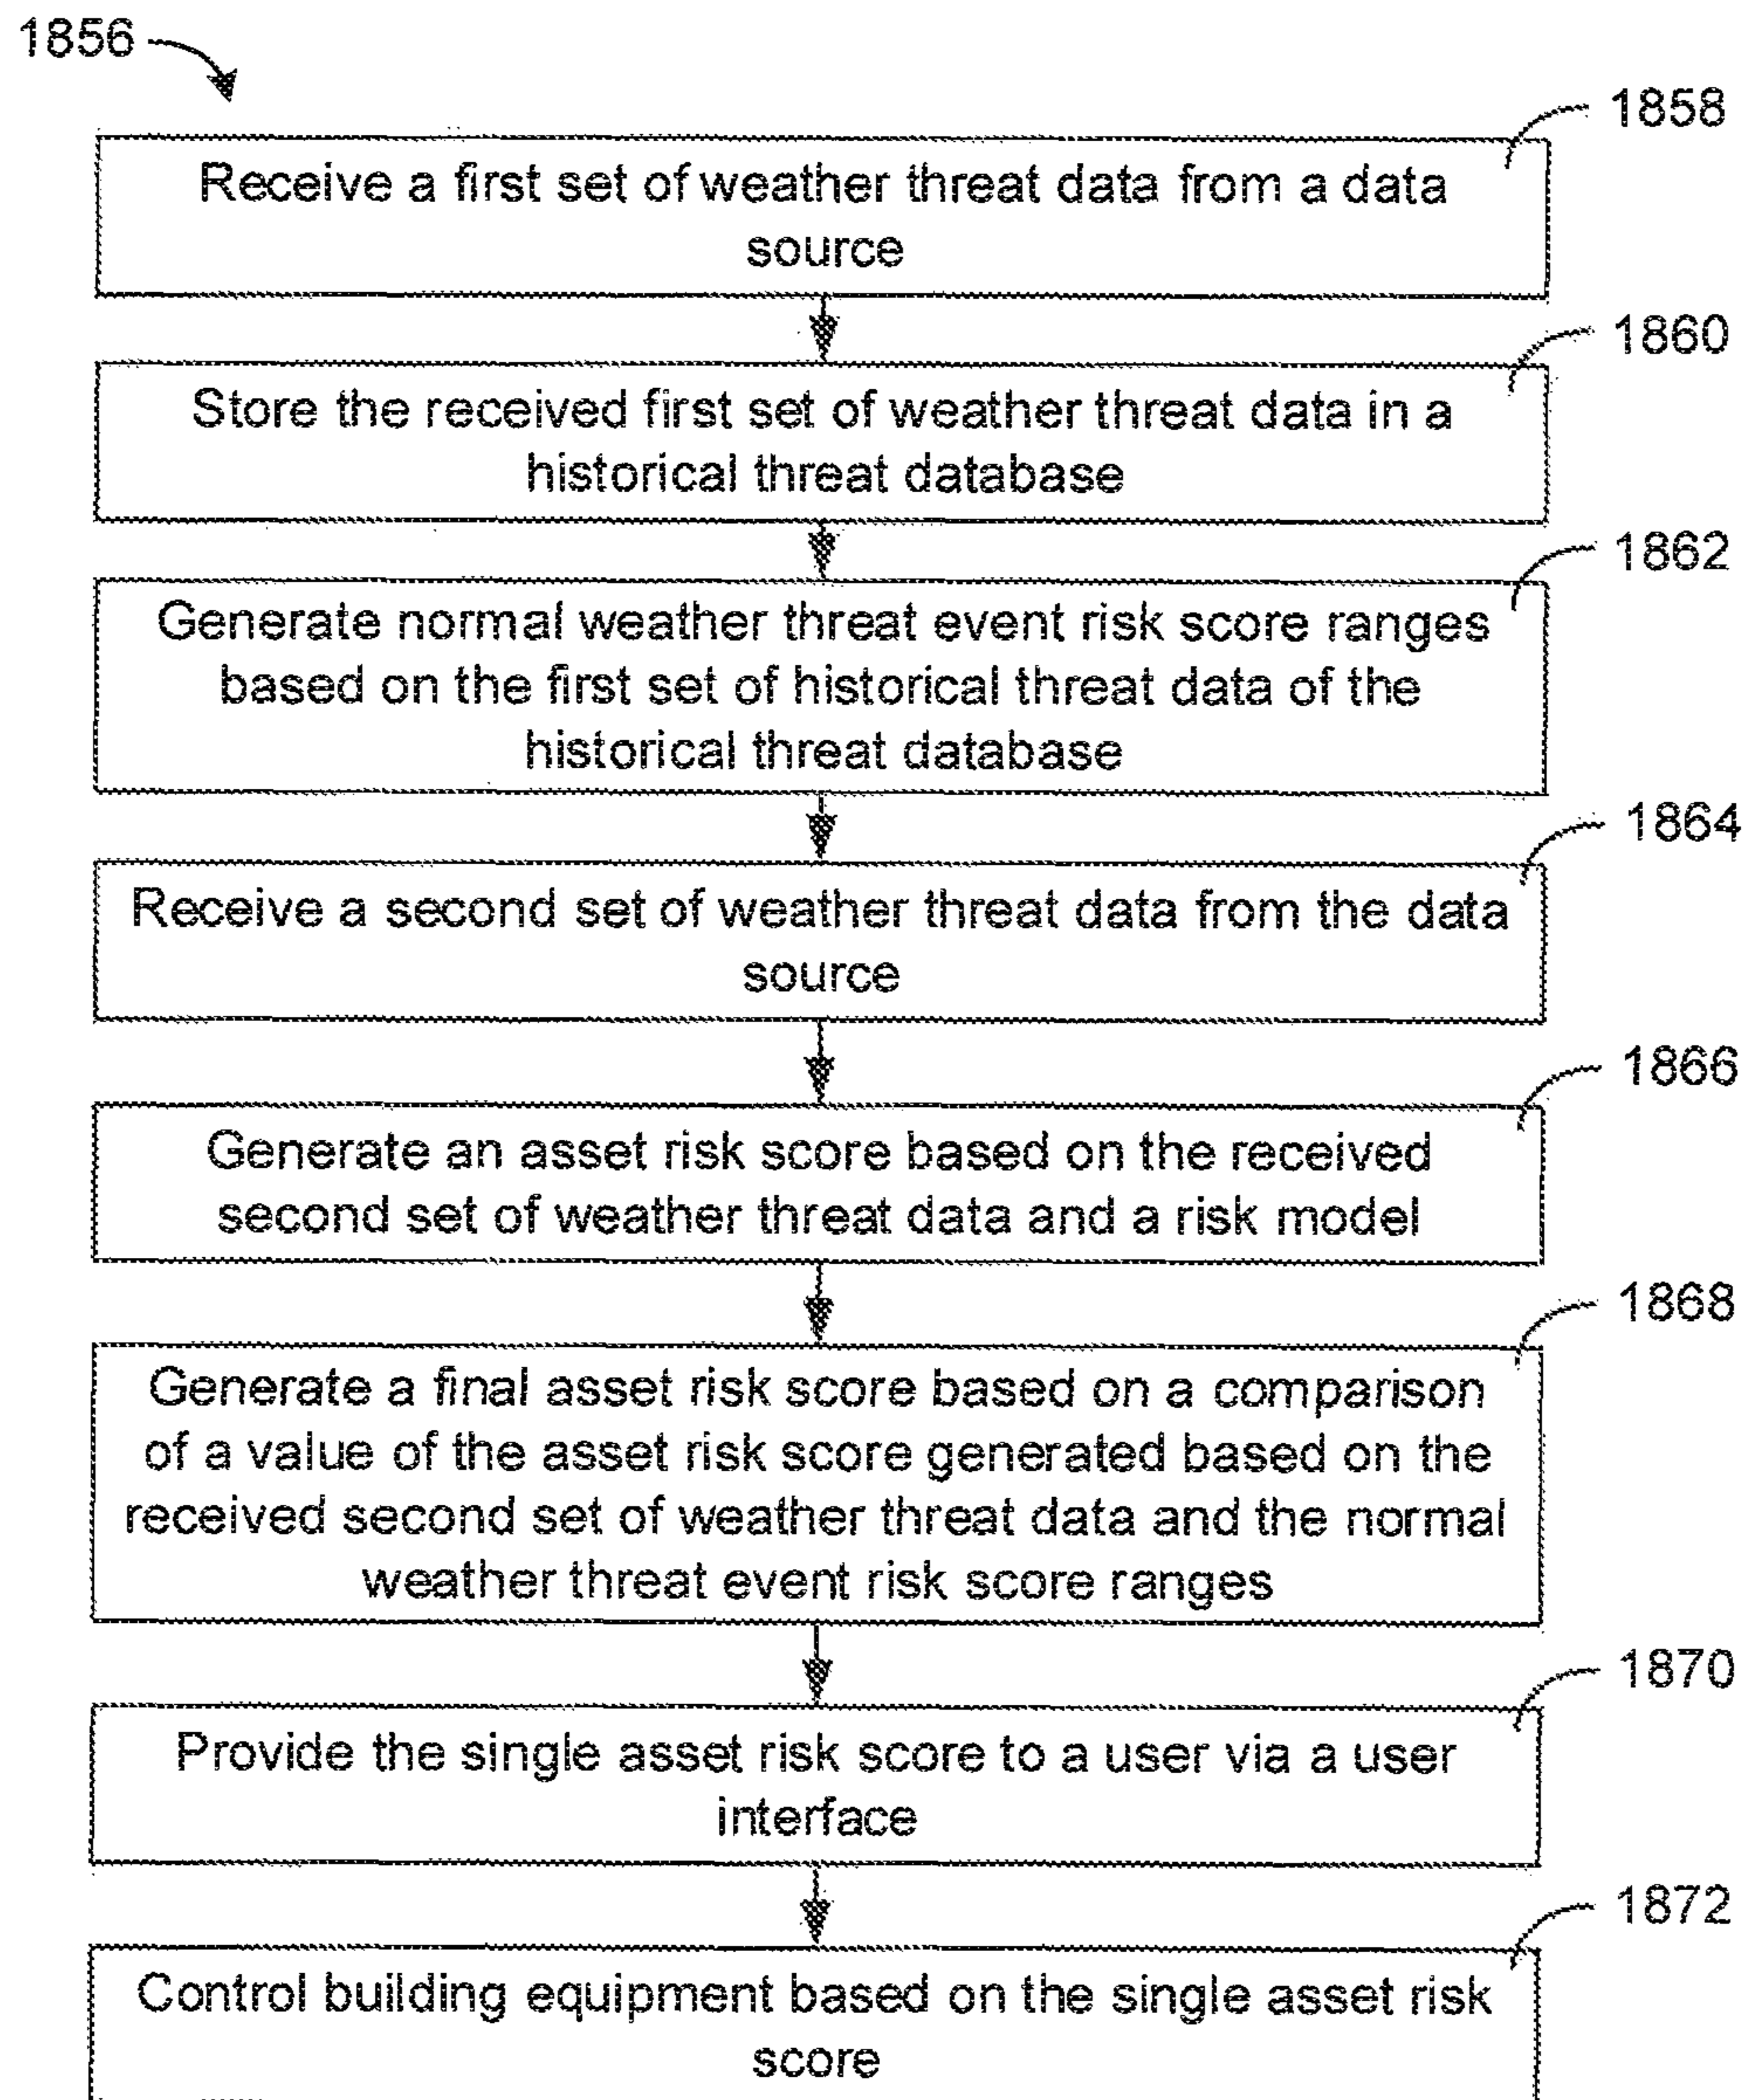 1856
1858
Receive a first set of weather threat data from a data
source
1860
Store the received first set of weather threat data in a
historical threat database
1862
Generate normal weather threat event risk score ranges
based on the first set of historical threat data of the
historical threat database
1864
Receive a second set of weather threat data from the data
source
1866
Generate an asset risk score based on the received
second set of weather threat data and a risk model
1868
Generate a final asset risk score based on a comparison
of a value of the asset risk score generated based on the
received second set of weather threat data and the normal
weather threat event risk score ranges
1870
Provide the single asset risk score to a user via a user
interface
1872
Control building equipment based on the single asset risk
score